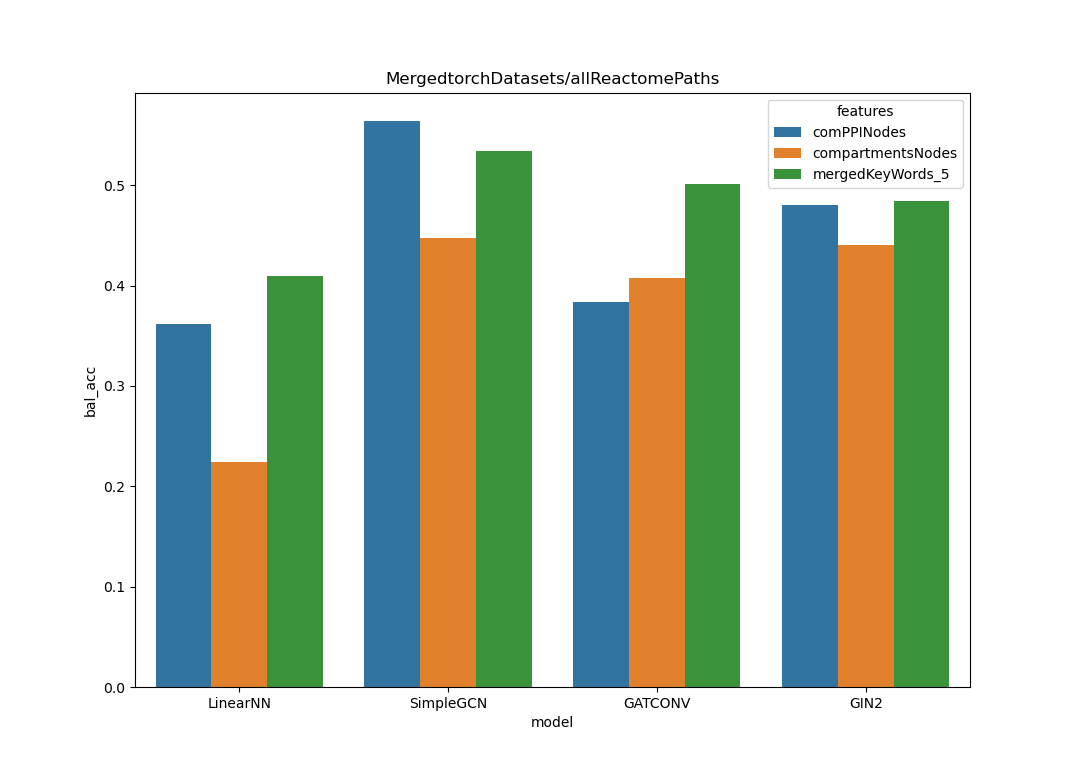 MergedtorchDatasets/allReactomePaths
features
comPPINodes
compartmentsNodes
mergedKeyWords_5
bal_acc
0.5
0.4
0.3
0.2
0.1
0.0
LinearNN SimpleGCN GATCONV GIN2
model